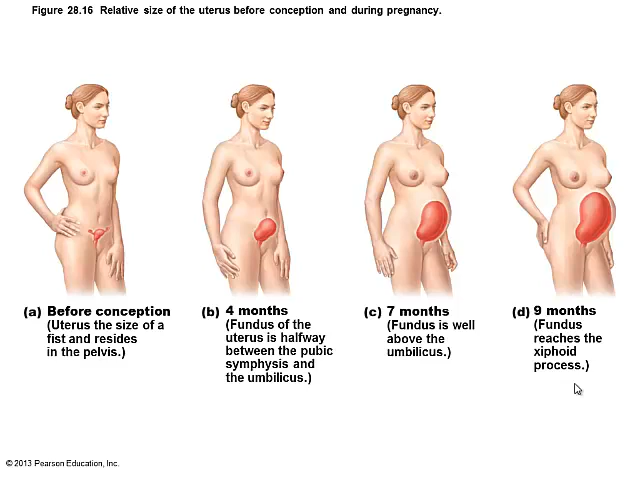 Figure 28.16 Relative size of the uterus before conception and during pregnancy.
(a) Before conception
(Uterus the size of a
fist and resides
in the pelvis.)
(b) 4 months
(Fundus of the
uterus is halfway
between the pubic
symphysis and
the umbilicus.)
(c) 7 months
(Fundus is well
above the
umbilicus.)
(d) 9 months
(Fundus
reaches the
xiphoid
process.)
© 2013 Pearson Education, Inc.